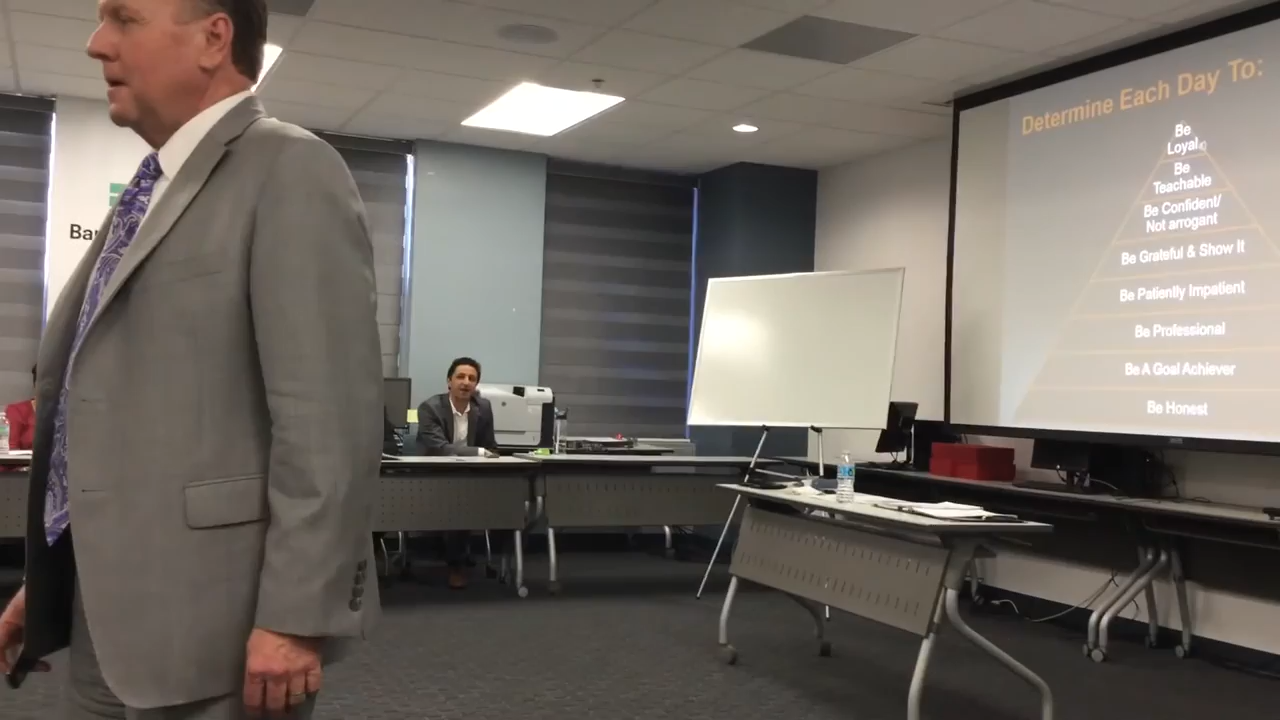 Determine Each Day To:
Be
Loyal
Be
Teachable
Be Confident/
Not arrogant
Be Grateful & Show It
Be Patiently Impatient
Be Professional
Be A Goal Achiever
Be Honest